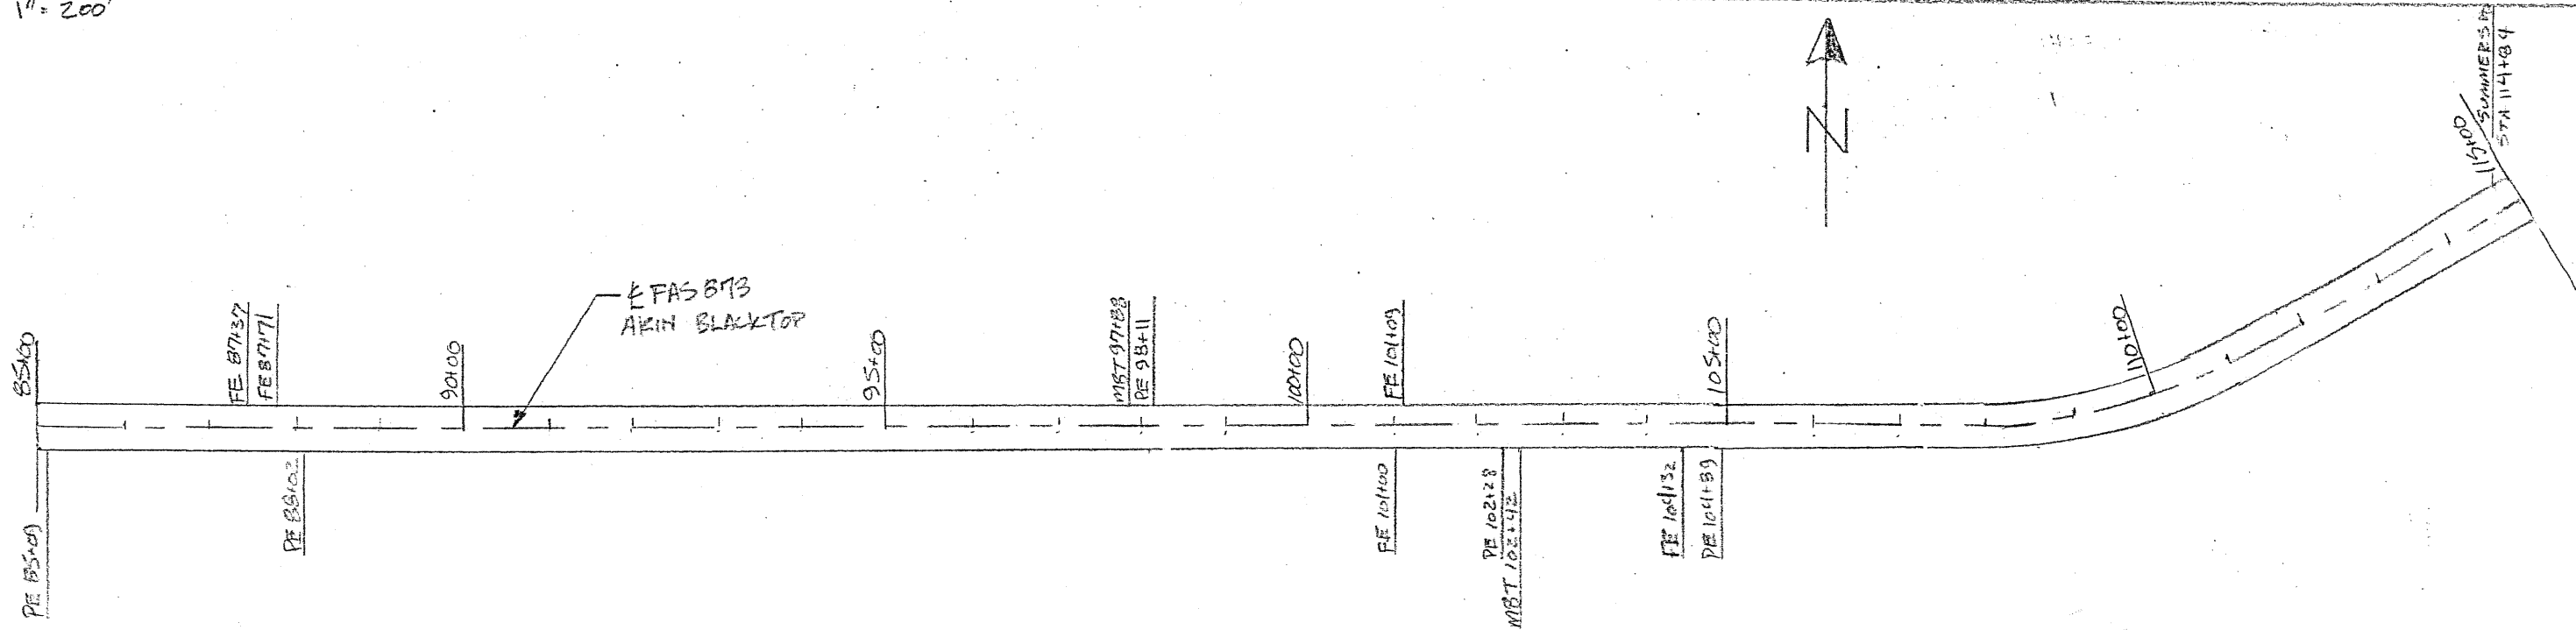 1"= 200'
N
SUMMERS RD
STA 114+84
115+00
110+00
℄ FAS 873
AKIN BLACKTOP
85+00
FE 87+37
FE 87+71
90+00
95+00
MBT 97+88
PE 98+11
100+00
FE 101+09
105+00
PE 85+09
PE 88+02
FE 101+00
PE 102+28
MBT 102+42
FE 104+32
PE 104+89